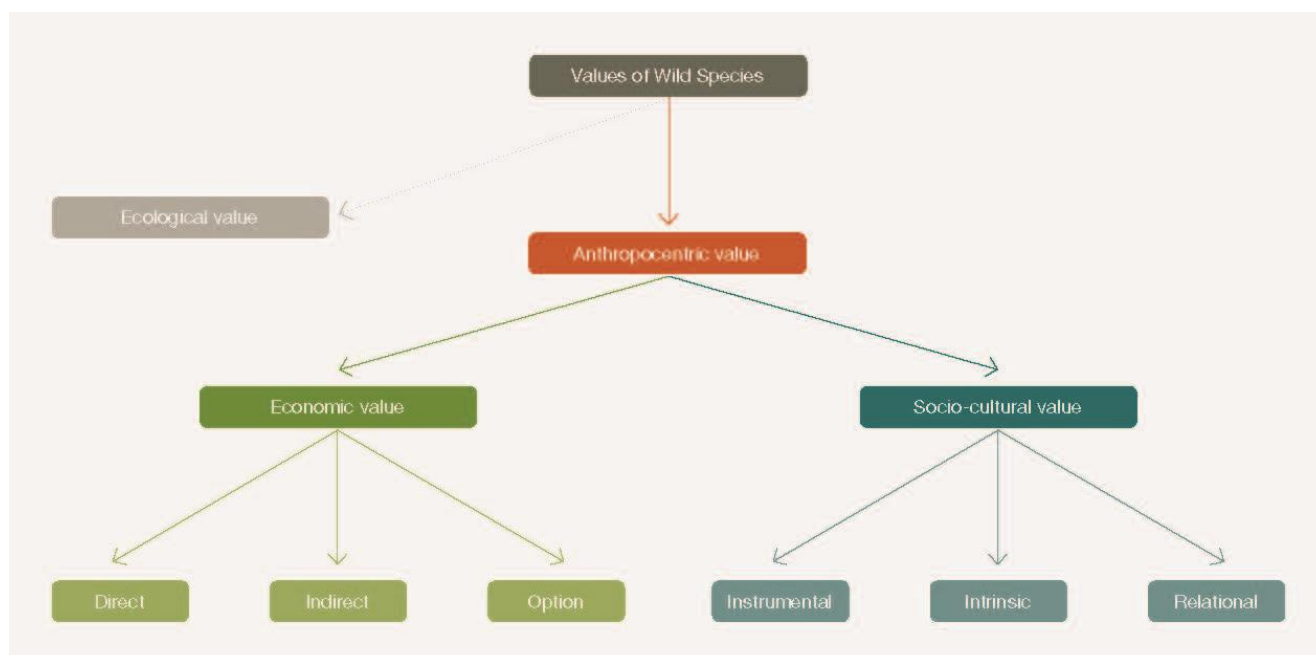 Values of Wild Species
Ecological value
Anthropocentric value
Economic value
Socio-cultural value
Direct
Indirect
Option
Instrumental
Intrinsic
Relational